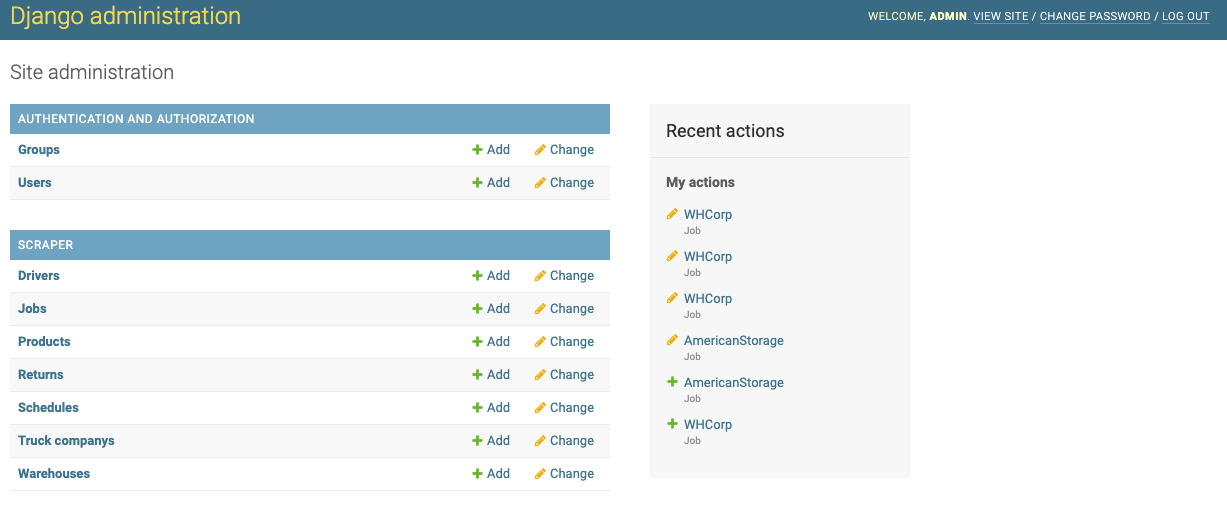 Django administration
WELCOME, ADMIN. VIEW SITE / CHANGE PASSWORD / LOG OUT
Site administration
AUTHENTICATION AND AUTHORIZATION
Groups Add Change
Users Add Change
SCRAPER
Drivers Add Change
Jobs Add Change
Products Add Change
Returns Add Change
Schedules Add Change
Truck companys Add Change
Warehouses Add Change
Recent actions
My actions
WHCorp
Job
WHCorp
Job
WHCorp
Job
AmericanStorage
Job
AmericanStorage
Job
WHCorp
Job